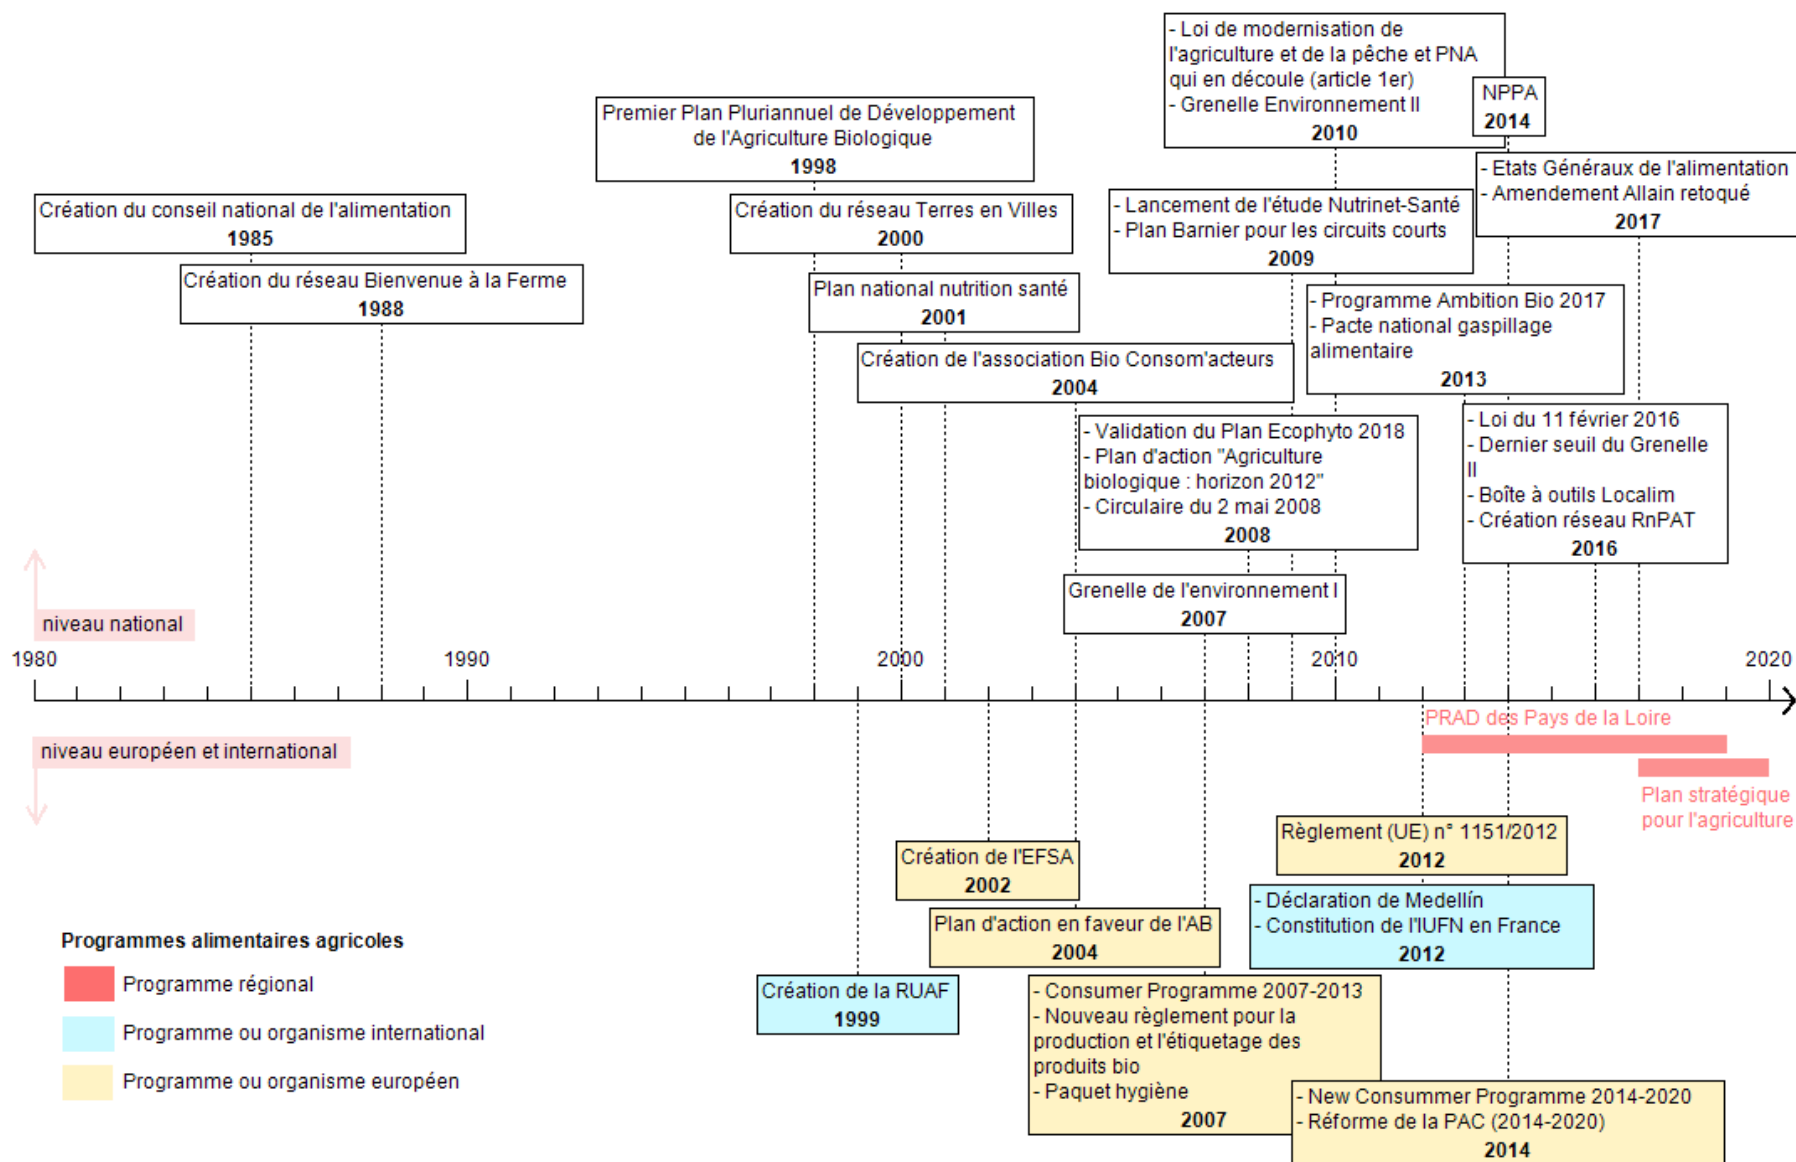 - Loi de modernisation de
l'agriculture et de la pêche et PNA
qui en découle (article 1er)
- Grenelle Environnement II
2010
NPPA
2014
Premier Plan Pluriannuel de Développement
de l'Agriculture Biologique
1998
- Etats Généraux de l'alimentation
- Amendement Allain retoqué
2017
Création du conseil national de l'alimentation
1985
Création du réseau Terres en Villes
2000
- Lancement de l'étude Nutrinet-Santé
- Plan Barnier pour les circuits courts
2009
Création du réseau Bienvenue à la Ferme
1988
Plan national nutrition santé
2001
- Programme Ambition Bio 2017
- Pacte national gaspillage
alimentaire
2013
Création de l'association Bio Consom'acteurs
2004
- Validation du Plan Ecophyto 2018
- Plan d'action "Agriculture
biologique : horizon 2012"
- Circulaire du 2 mai 2008
2008
- Loi du 11 février 2016
- Dernier seuil du Grenelle
II
- Boîte à outils Localim
- Création réseau RnPAT
2016
Grenelle de l'environnement I
2007
niveau national
1980
1990
2000
2010
2020
niveau européen et international
PRAD des Pays de la Loire
Plan stratégique
pour l'agriculture
Règlement (UE) n° 1151/2012
2012
Création de l'EFSA
2002
- Déclaration de Medellín
- Constitution de l'IUFN en France
2012
Plan d'action en faveur de l'AB
2004
Création de la RUAF
1999
- Consumer Programme 2007-2013
- Nouveau règlement pour la
production et l'étiquetage des
produits bio
- Paquet hygiène
2007
- New Consummer Programme 2014-2020
- Réforme de la PAC (2014-2020)
2014
Programmes alimentaires agricoles
Programme régional
Programme ou organisme international
Programme ou organisme européen